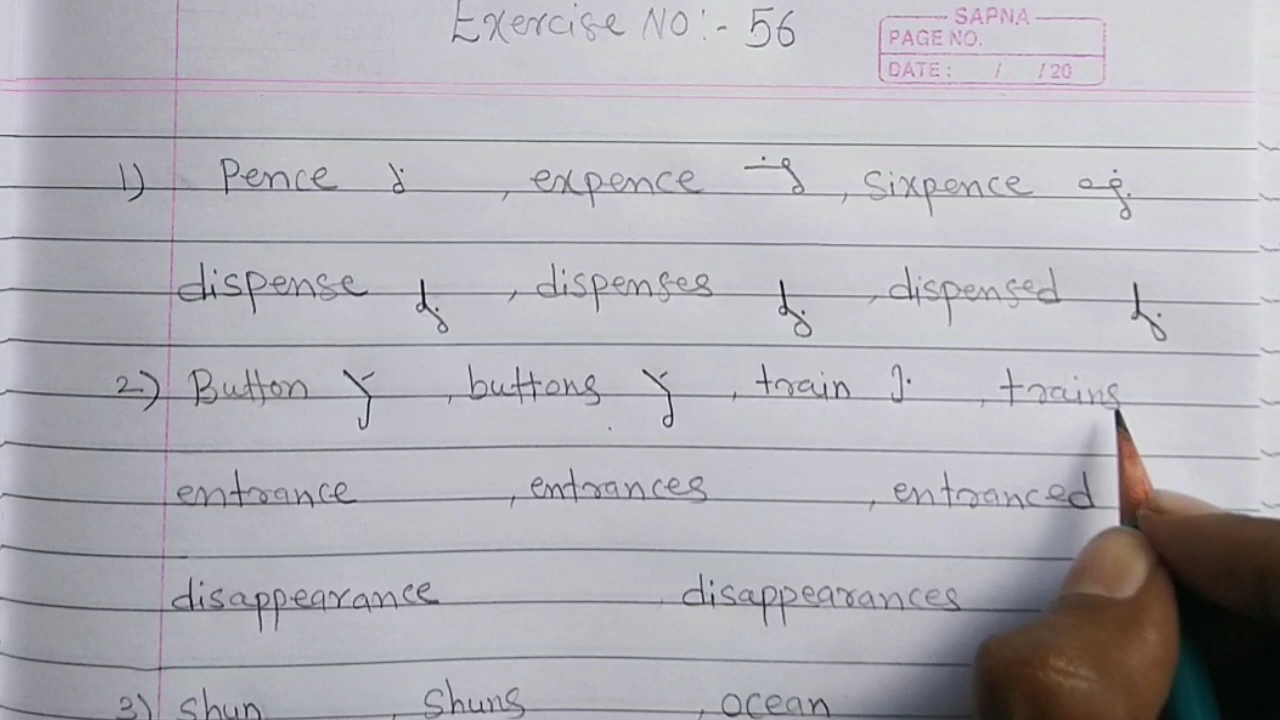 Exercise NO:- 56
SAPNA
PAGE NO.
DATE: / /20
1) Pence , expence , sixpence
dispense , dispenses , dispensed
2) Button , buttons , train , trains
entrance , entrances , entranced
disappearance disappearances
3) shun , shuns , ocean